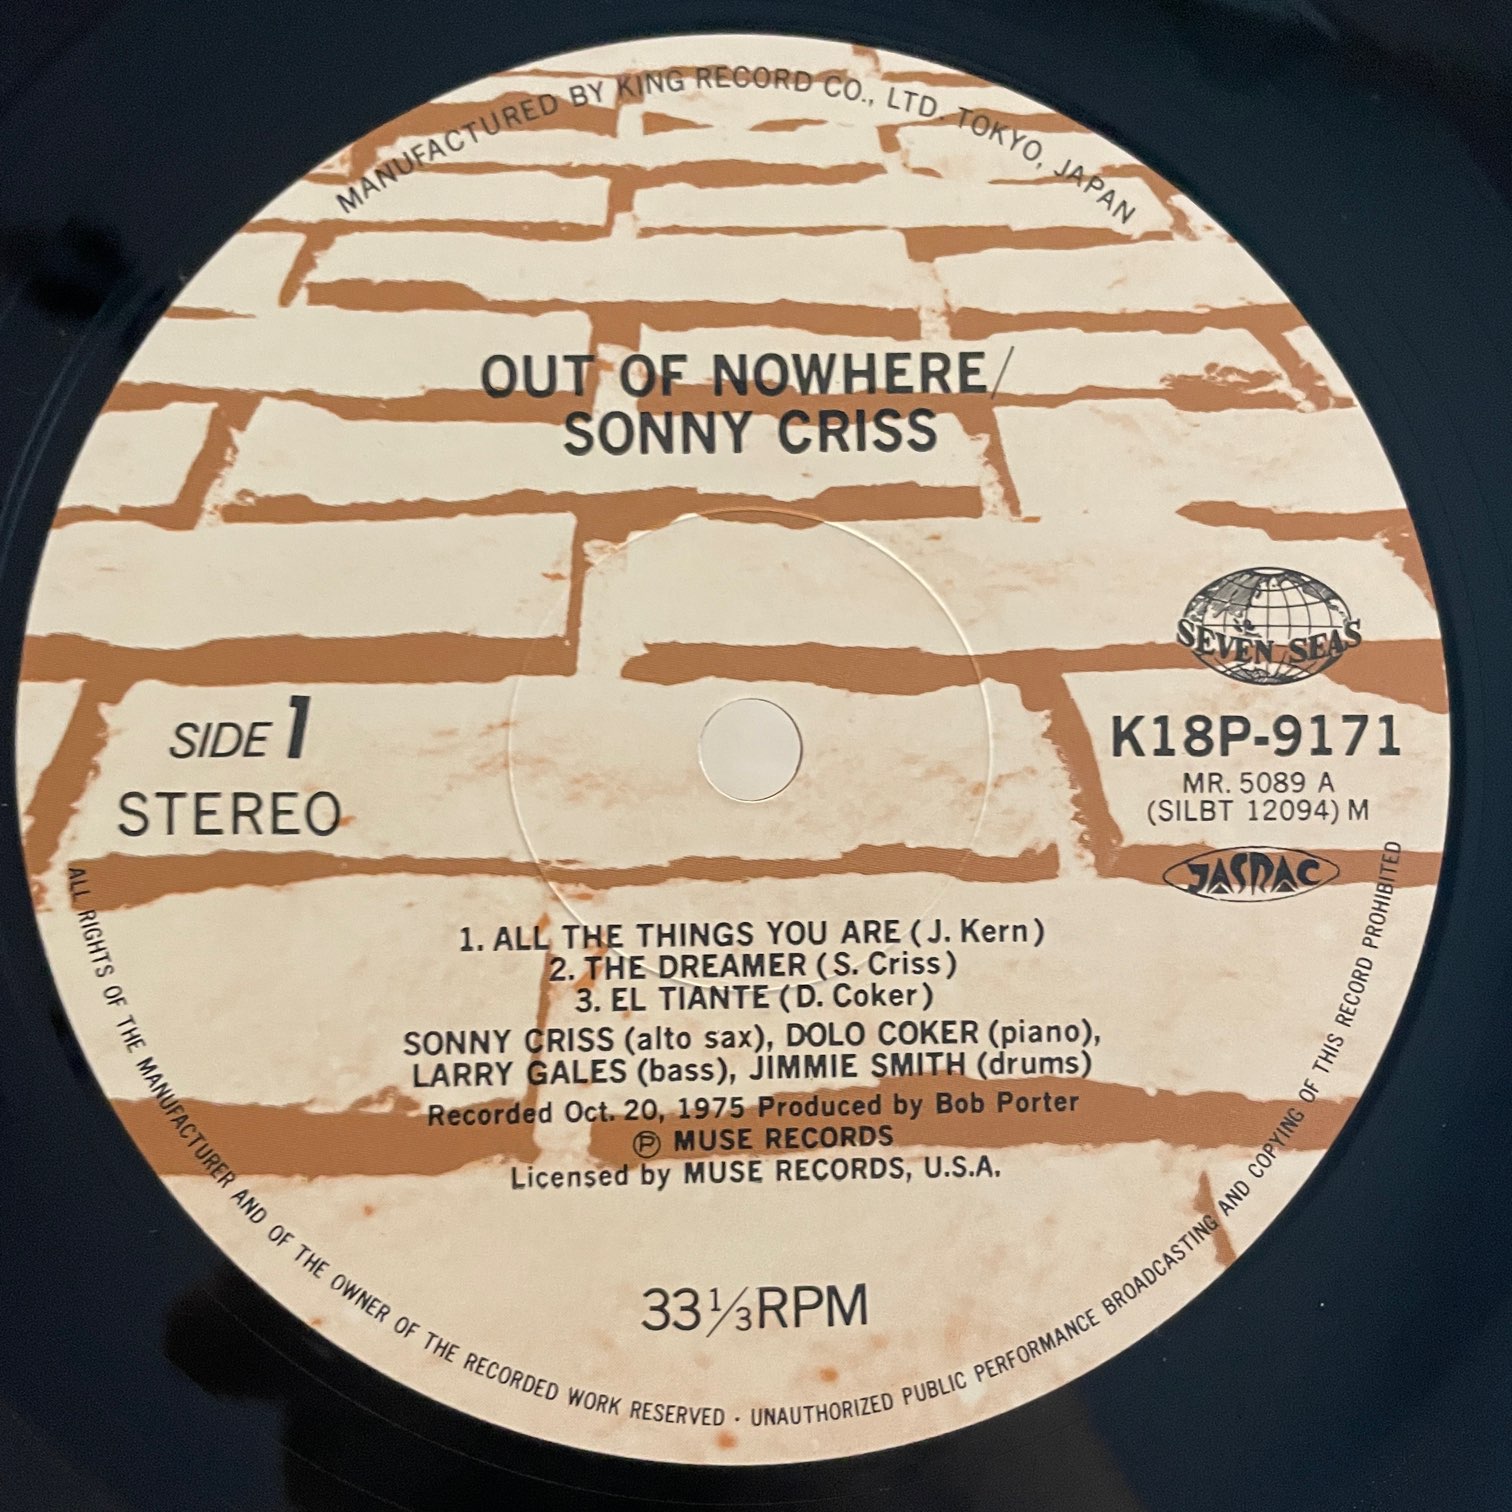 MANUFACTURED BY KING RECORD CO., LTD. TOKYO, JAPAN
OUT OF NOWHERE/
SONNY CRISS
SEVEN SEAS
SIDE 1
STEREO
K18P-9171
MR. 5089 A
(SILBT 12094) M
JASRAC
1. ALL THE THINGS YOU ARE (J. Kern)
2. THE DREAMER (S. Criss)
3. EL TIANTE (D. Coker)
SONNY CRISS (alto sax), DOLO COKER (piano),
LARRY GALES (bass), JIMMIE SMITH (drums)
Recorded Oct. 20, 1975 Produced by Bob Porter
Ⓟ MUSE RECORDS
Licensed by MUSE RECORDS, U.S.A.
33 1/3 RPM
ALL RIGHTS OF THE MANUFACTURER AND OF THE OWNER OF THE RECORDED WORK RESERVED · UNAUTHORIZED PUBLIC PERFORMANCE BROADCASTING AND COPYING OF THIS RECORD PROHIBITED